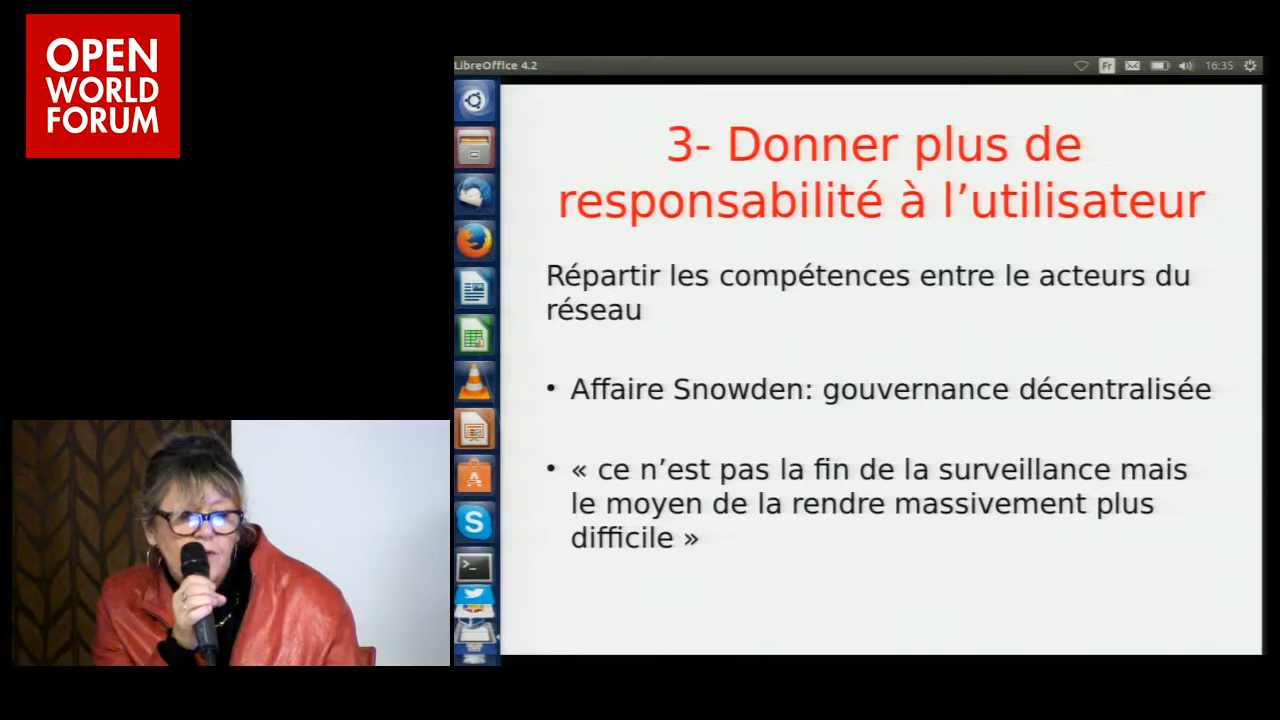 OPEN
WORLD
FORUM
LibreOffice 4.2
Fr
16:35
3- Donner plus de
responsabilité à l’utilisateur
Répartir les compétences entre le acteurs du
réseau
• Affaire Snowden: gouvernance décentralisée
• « ce n’est pas la fin de la surveillance mais
le moyen de la rendre massivement plus
difficile »